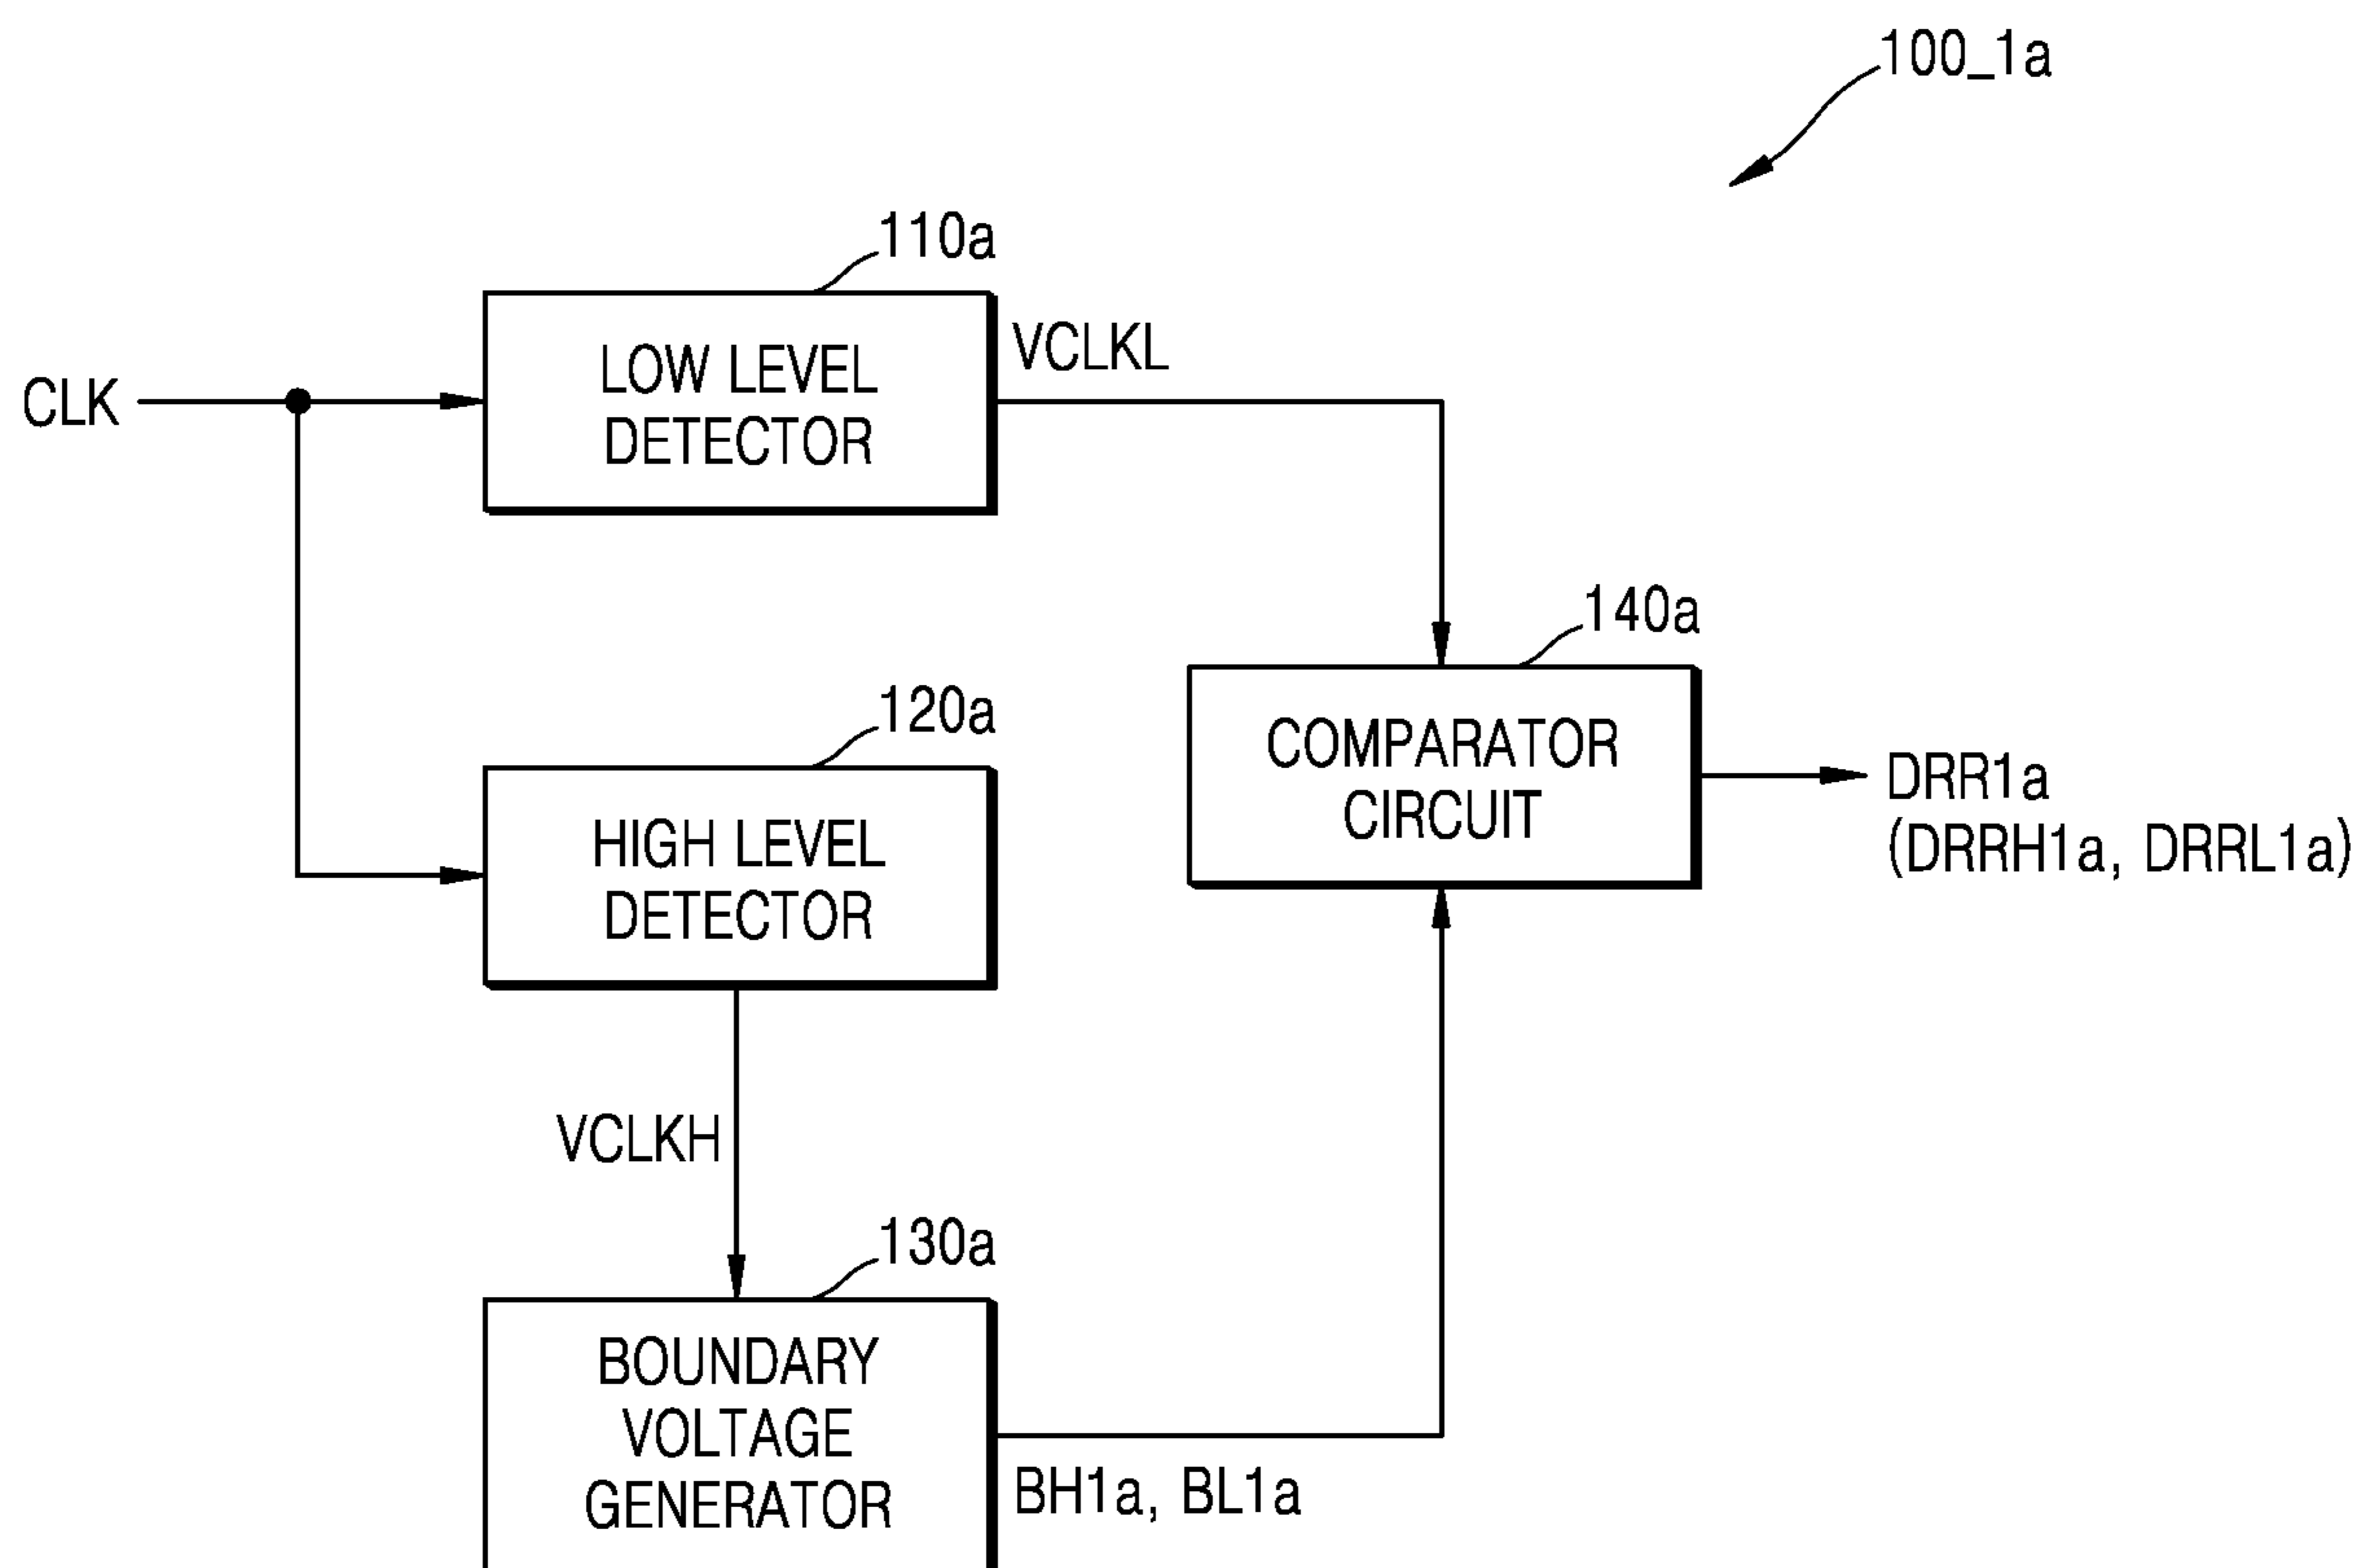 100_1a
110a
LOW LEVEL
DETECTOR
VCLKL
CLK
140a
120a
COMPARATOR
CIRCUIT
DRR1a
(DRRH1a, DRRL1a)
HIGH LEVEL
DETECTOR
VCLKH
130a
BOUNDARY
VOLTAGE
GENERATOR
BH1a, BL1a